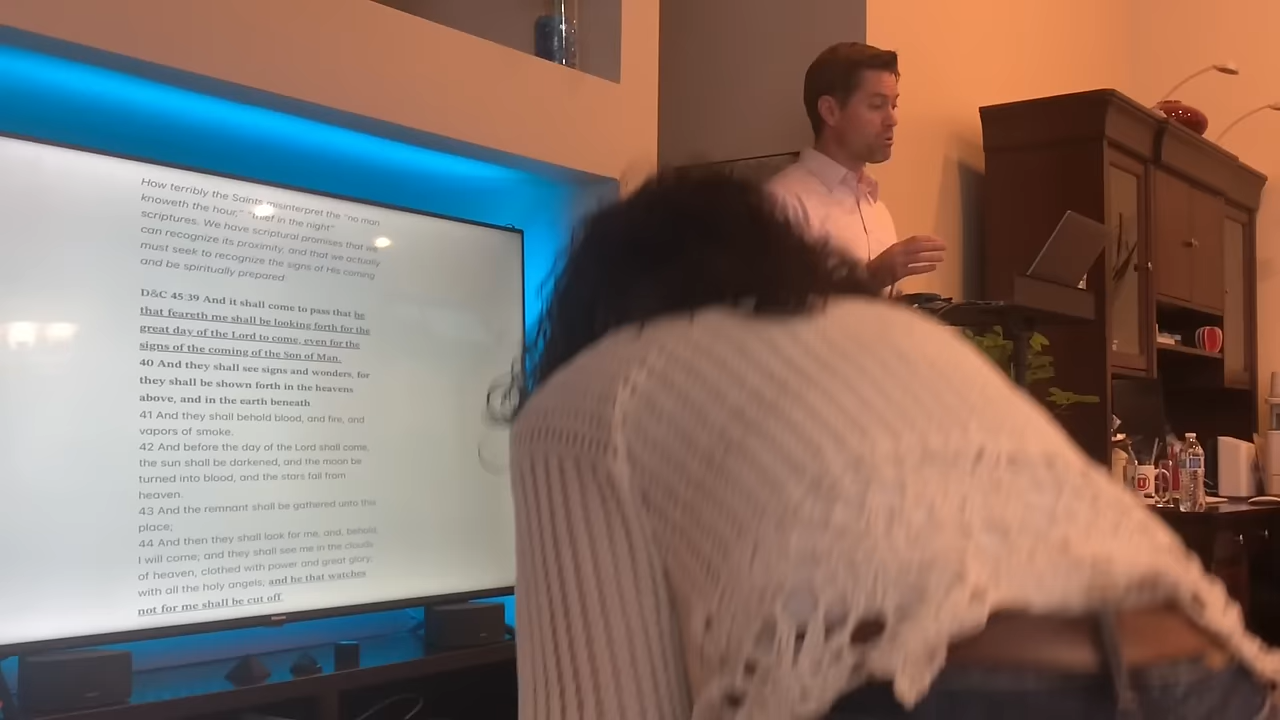 How terribly the Saints misinterpret the "no man
knoweth the hour;" "thief in the night"
scriptures. We have scriptural promises that we
can recognize its proximity, and that we actually
must seek to recognize the signs of His coming
and be spiritually prepared.
D&C 45:39 And it shall come to pass that he
that feareth me shall be looking forth for the
great day of the Lord to come, even for the
signs of the coming of the Son of Man.
40 And they shall see signs and wonders, for
they shall be shown forth in the heavens
above, and in the earth beneath
41 And they shall behold blood, and fire, and
vapors of smoke.
42 And before the day of the Lord shall come,
the sun shall be darkened, and the moon be
turned into blood, and the stars fall from
heaven.
43 And the remnant shall be gathered unto this
place;
44 And then they shall look for me, and, behold,
I will come; and they shall see me in the clouds
of heaven, clothed with power and great glory;
with all the holy angels; and he that watches
not for me shall be cut off.
U